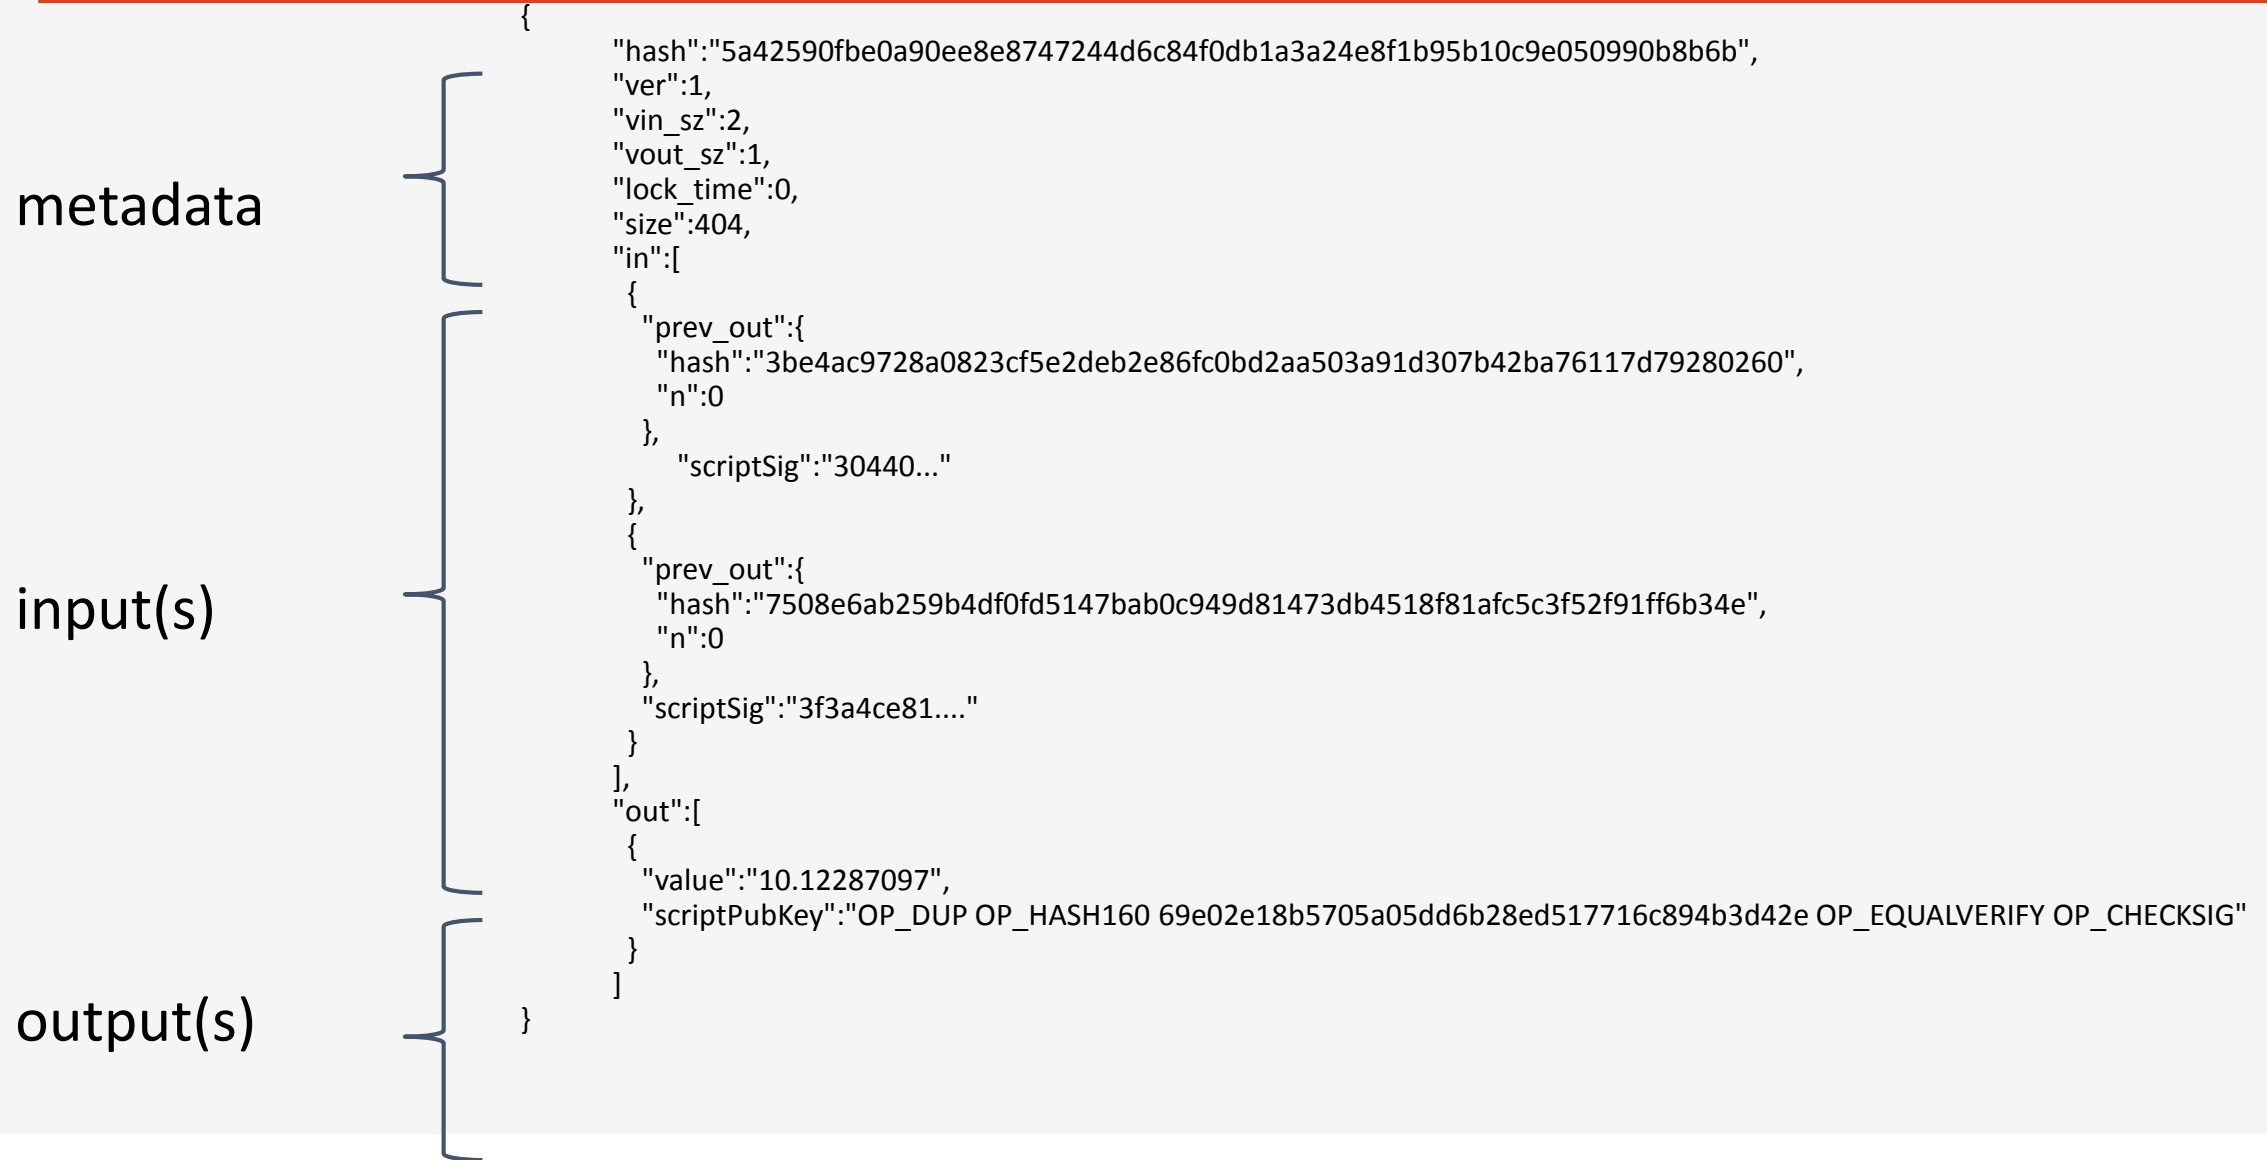 {
"hash":"5a42590fbe0a90ee8e8747244d6c84f0db1a3a24e8f1b95b10c9e050990b8b6b",
"ver":1,
"vin_sz":2,
"vout_sz":1,
"lock_time":0,
metadata
"size":404,
"in":[
{
"prev_out":{
"hash":"3be4ac9728a0823cf5e2deb2e86fc0bd2aa503a91d307b42ba76117d79280260",
"n":0
},
"scriptSig":"30440..."
},
{
"prev_out":{
input(s)
"hash":"7508e6ab259b4df0fd5147bab0c949d81473db4518f81afc5c3f52f91ff6b34e",
"n":0
},
"scriptSig":"3f3a4ce81...."
}
],
"out":[
{
"value":"10.12287097",
"scriptPubKey":"OP_DUP OP_HASH160 69e02e18b5705a05dd6b28ed517716c894b3d42e OP_EQUALVERIFY OP_CHECKSIG"
}
]
output(s)
}